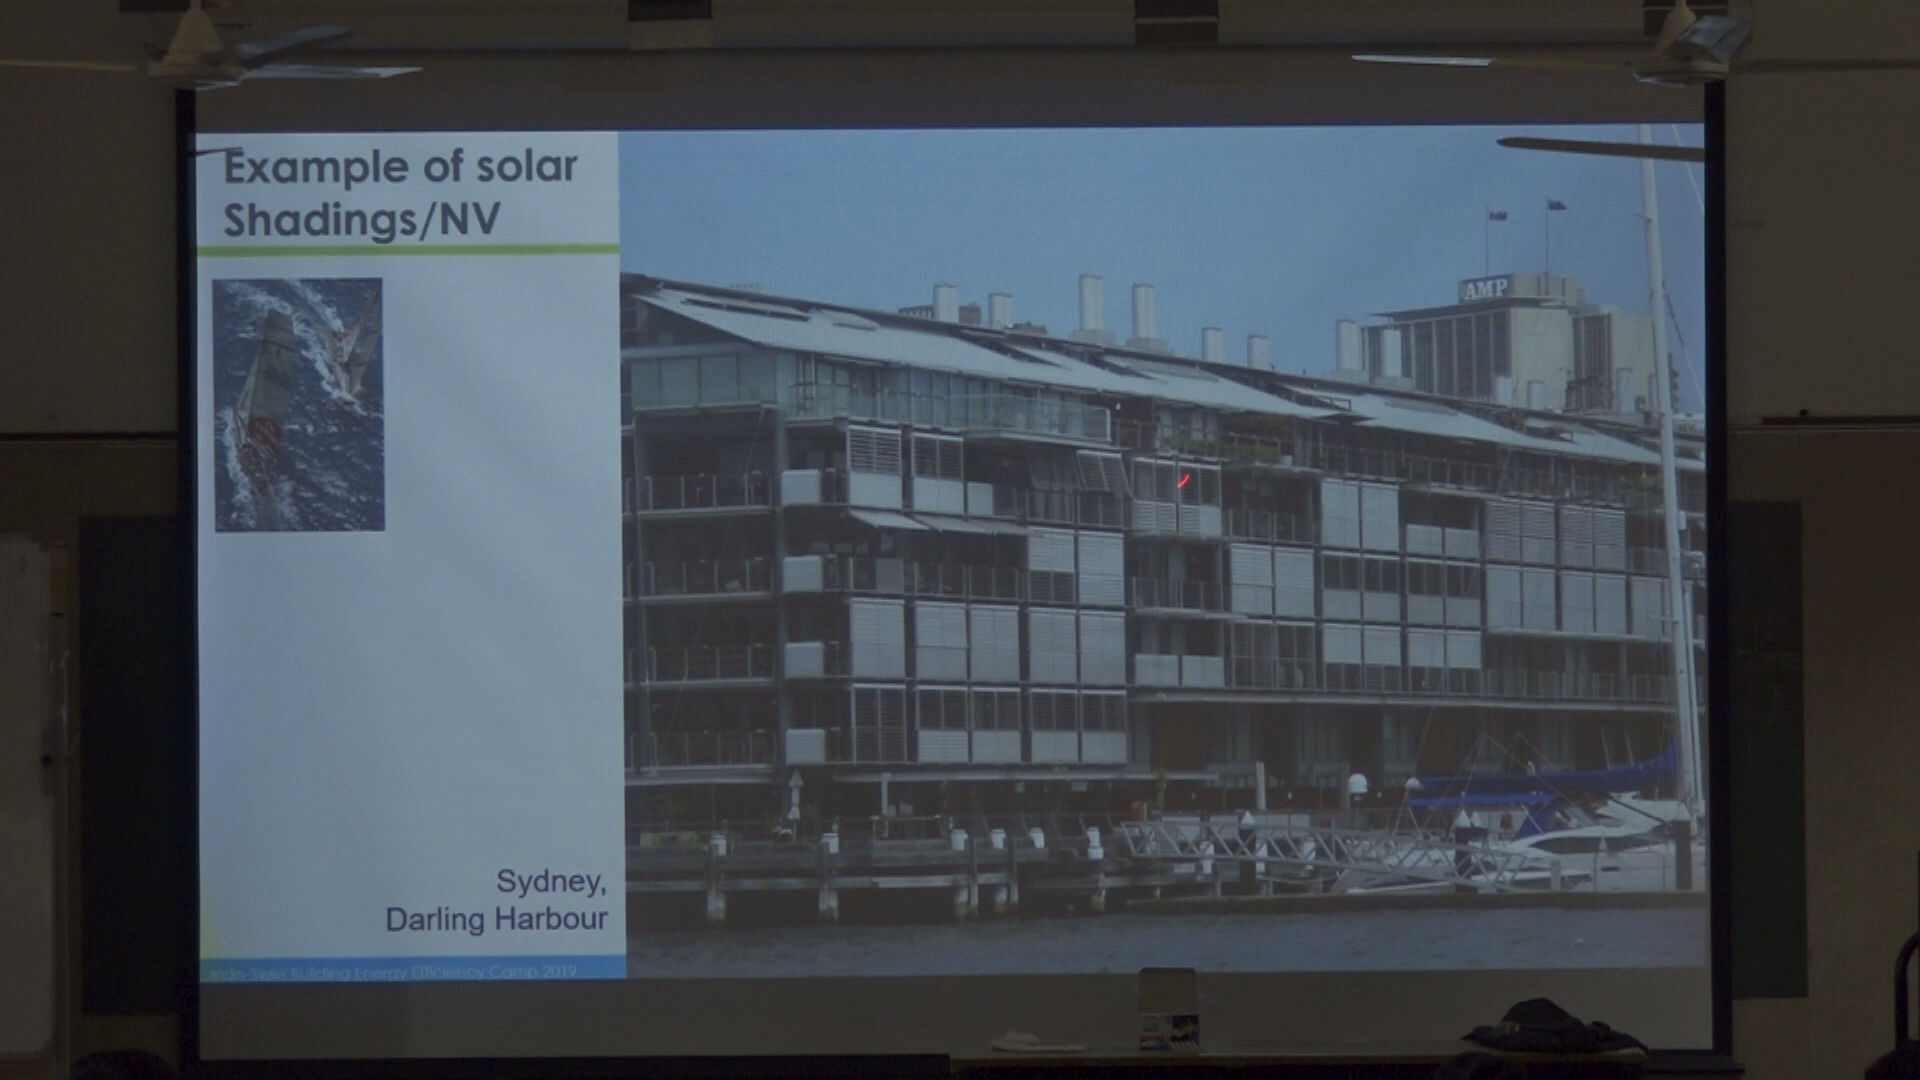 Example of solar
Shadings/NV
AMP
Sydney,
Darling Harbour
Indo-Swiss Building Energy Efficiency Camp 2019